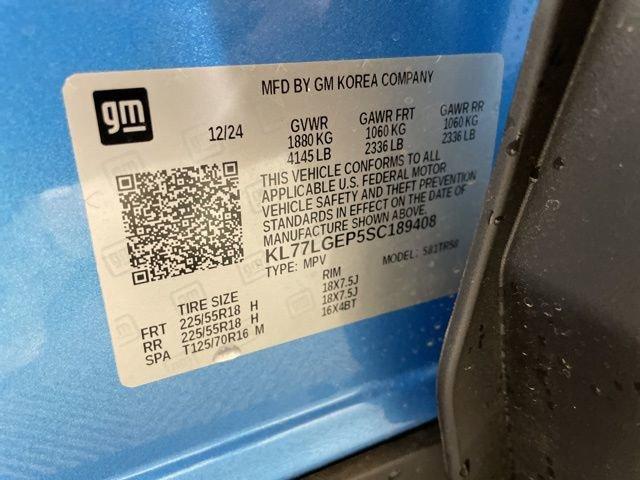 gm
MFD BY GM KOREA COMPANY
12/24
GVWR GAWR FRT GAWR RR
1880 KG 1060 KG 1060 KG
4145 LB 2336 LB 2336 LB
THIS VEHICLE CONFORMS TO ALL
APPLICABLE U.S. FEDERAL MOTOR
VEHICLE SAFETY AND THEFT PREVENTION
STANDARDS IN EFFECT ON THE DATE OF
MANUFACTURE SHOWN ABOVE.
KL77LGEP5SC189408
TYPE: MPV MODEL: 581TR58
TIRE SIZE RIM
FRT 225/55R18 H 18X7.5J
RR 225/55R18 H 18X7.5J
SPA T125/70R16 M 16X4BT